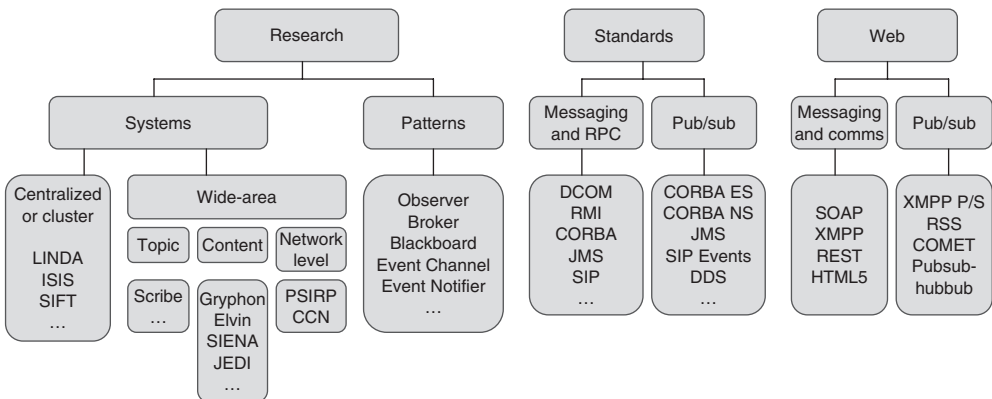 Research
Standards
Web
Systems
Patterns
Messaging
and RPC
Pub/sub
Messaging
and comms
Pub/sub
Centralized
or cluster
LINDA
ISIS
SIFT
…
Wide-area
Topic
Content
Network
level
Scribe
…
Gryphon
Elvin
SIENA
JEDI
…
PSIRP
CCN
Observer
Broker
Blackboard
Event Channel
Event Notifier
…
DCOM
RMI
CORBA
JMS
SIP
…
CORBA ES
CORBA NS
JMS
SIP Events
DDS
…
SOAP
XMPP
REST
HTML5
XMPP P/S
RSS
COMET
Pubsub-
hubbub